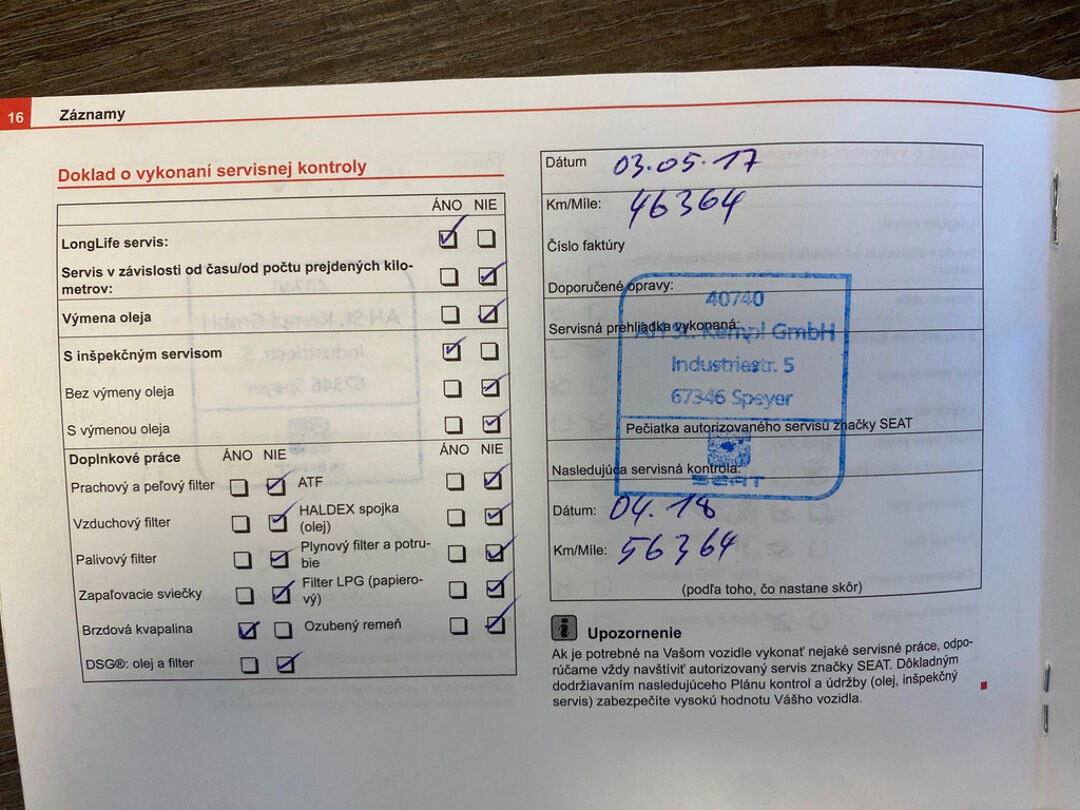 16 Záznamy
Doklad o vykonaní servisnej kontroly
ÁNO NIE
LongLife servis:
Servis v závislosti od času/od počtu prejdených kilo-
metrov:
Výmena oleja
S inšpekčným servisom
Bez výmeny oleja
S výmenou oleja
Doplnkové práce ÁNO NIE ÁNO NIE
Prachový a peľový filter ATF
Vzduchový filter HALDEX spojka
(olej)
Palivový filter Plynový filter a potru-
bie
Zapaľovacie sviečky Filter LPG (papiero-
vý)
Brzdová kvapalina Ozubený remeň
DSG®: olej a filter
Dátum 03.05.17
Km/Míle: 46364
Číslo faktúry
Doporučené opravy:
40740
Servisná prehliadka vykonaná:
AH St. Kempl GmbH
Industriestr. 5
67346 Speyer
Pečiatka autorizovaného servisu značky SEAT
Nasledujúca servisná kontrola:
SEAT
Dátum: 04.18
Km/Míle: 56364
(podľa toho, čo nastane skôr)
i Upozornenie
Ak je potrebné na Vašom vozidle vykonať nejaké servisné práce, odpo-
rúčame vždy navštíviť autorizovaný servis značky SEAT. Dôkladným
dodržiavaním nasledujúceho Plánu kontrol a údržby (olej, inšpekčný
servis) zabezpečíte vysokú hodnotu Vášho vozidla.